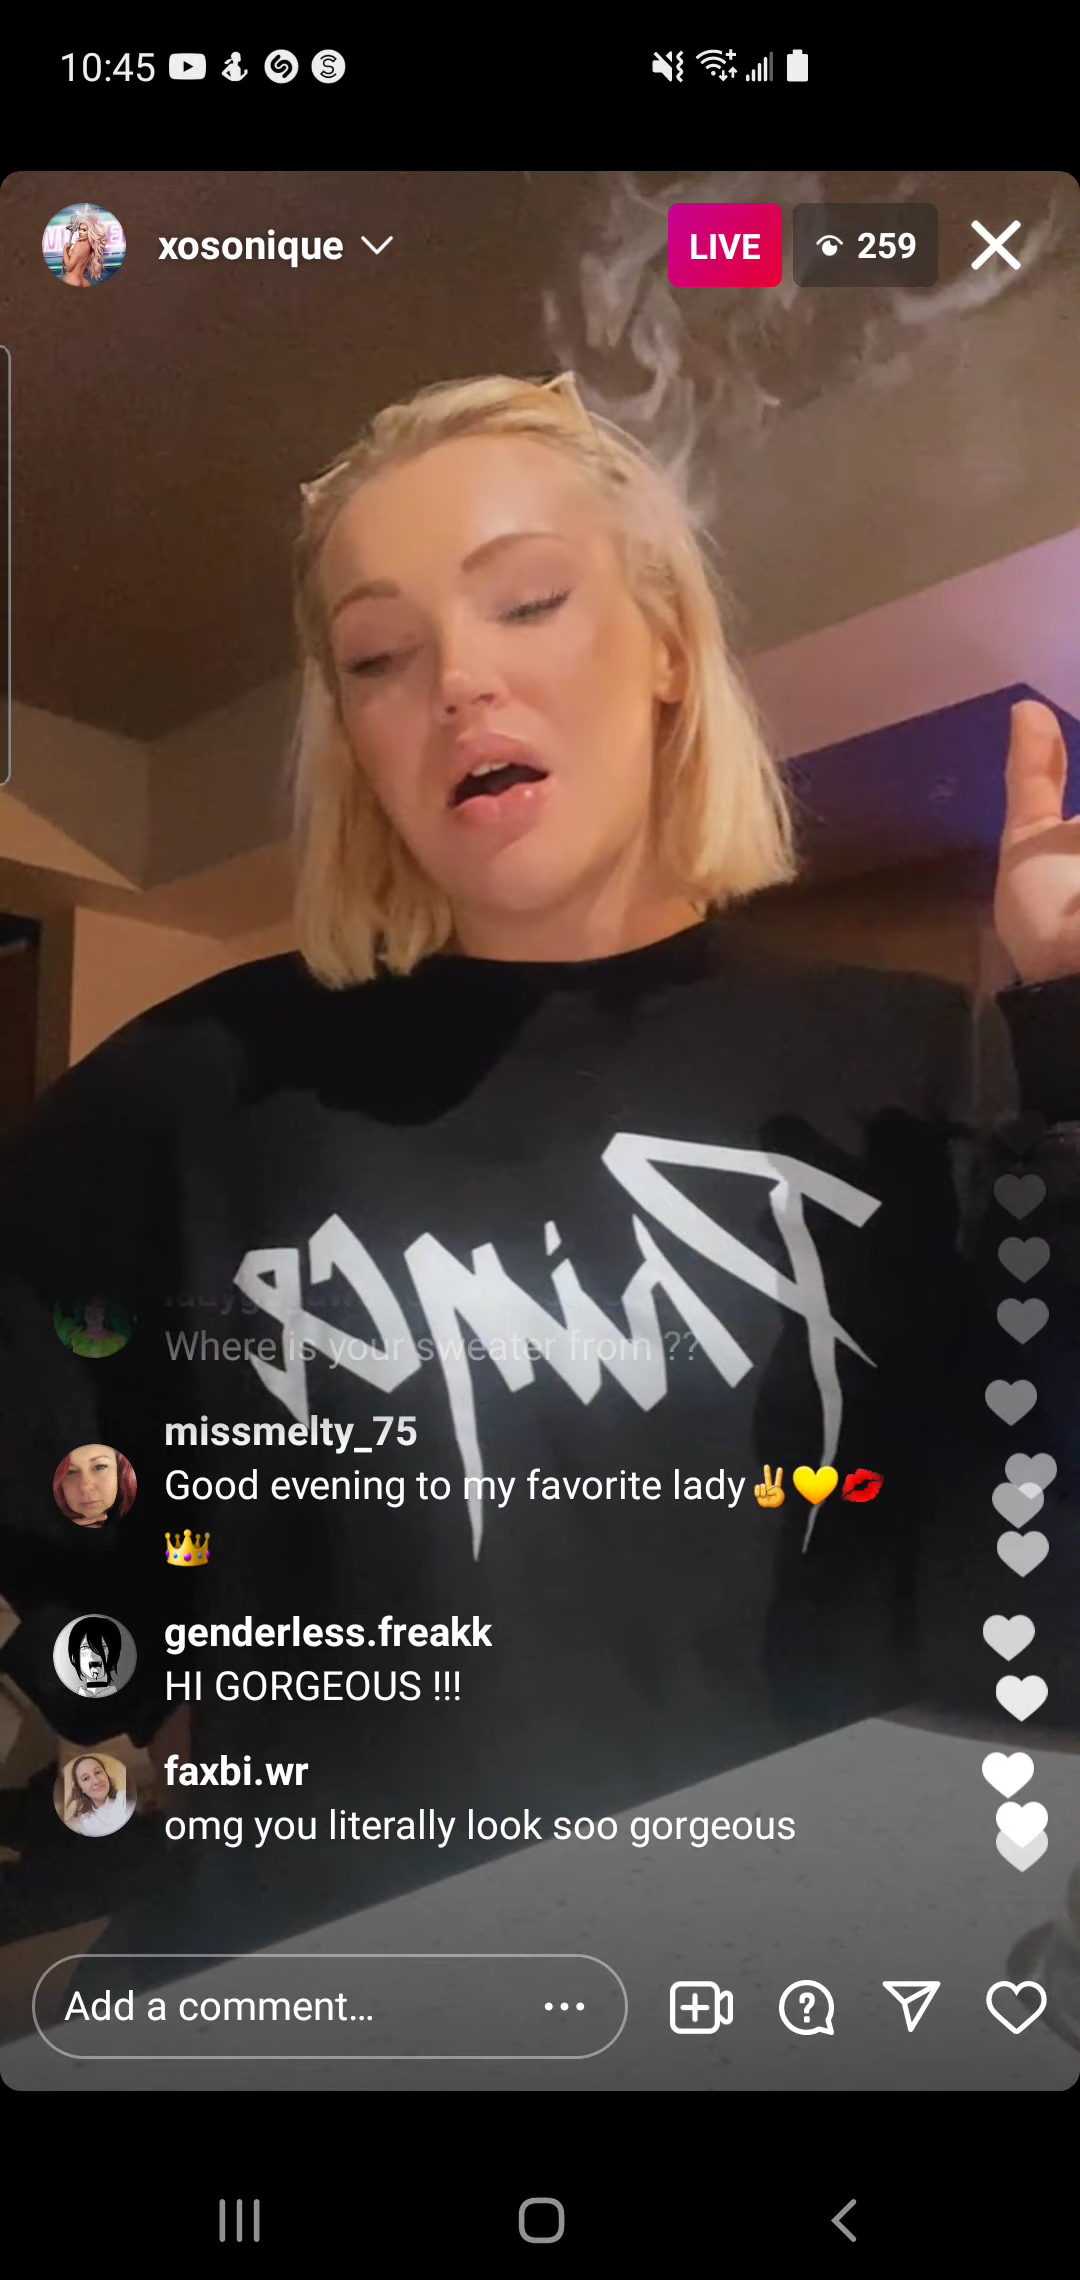 10:45
xosonique
LIVE
259
Princes
Where is your sweater from ??
missmelty_75
Good evening to my favorite lady✌️💛💋
👑
genderless.freakk
HI GORGEOUS !!!
faxbi.wr
omg you literally look soo gorgeous
Add a comment...